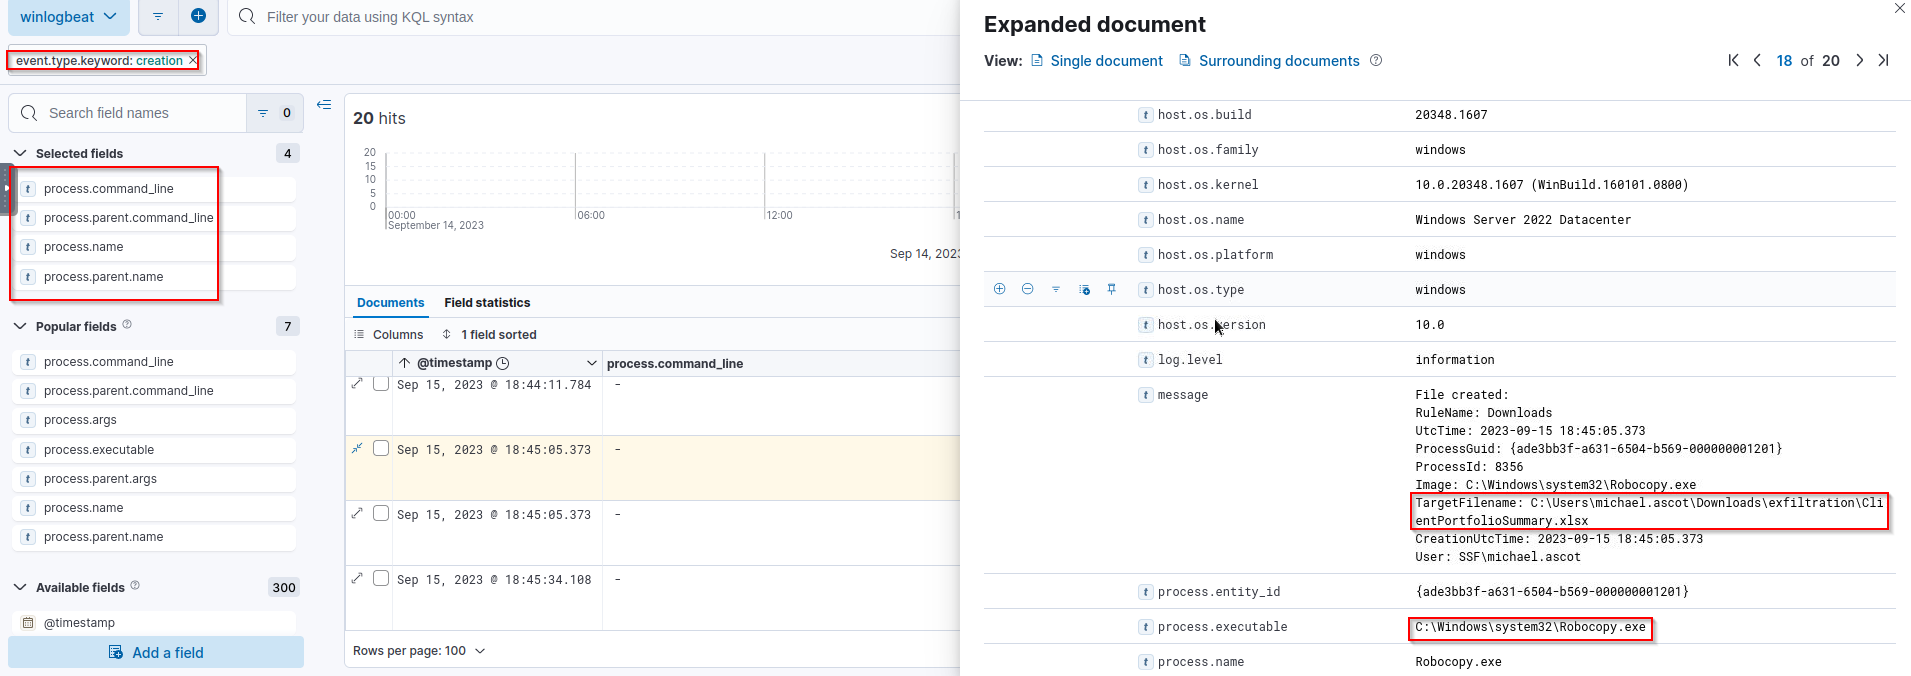 winlogbeat
Filter your data using KQL syntax
event.type.keyword: creation
Search field names
0
Selected fields
4
process.command_line
process.parent.command_line
process.name
process.parent.name
Popular fields
7
process.command_line
process.parent.command_line
process.args
process.executable
process.parent.args
process.name
process.parent.name
Available fields
300
@timestamp
Add a field
20 hits
20
15
10
5
0
00:00
September 14, 2023
06:00
12:00
Sep 14, 202
Documents
Field statistics
Columns
1 field sorted
@timestamp
process.command_line
Sep 15, 2023 @ 18:44:11.784 -
Sep 15, 2023 @ 18:45:05.373 -
Sep 15, 2023 @ 18:45:05.373 -
Sep 15, 2023 @ 18:45:34.108 -
Rows per page: 100
Expanded document
View: Single document Surrounding documents
18 of 20
host.os.build 20348.1607
host.os.family windows
host.os.kernel 10.0.20348.1607 (WinBuild.160101.0800)
host.os.name Windows Server 2022 Datacenter
host.os.platform windows
host.os.type windows
host.os.version 10.0
log.level information
message File created:
RuleName: Downloads
UtcTime: 2023-09-15 18:45:05.373
ProcessGuid: {ade3bb3f-a631-6504-b569-000000001201}
ProcessId: 8356
Image: C:\Windows\system32\Robocopy.exe
TargetFilename: C:\Users\michael.ascot\Downloads\exfiltration\Cli
entPortfolioSummary.xlsx
CreationUtcTime: 2023-09-15 18:45:05.373
User: SSF\michael.ascot
process.entity_id {ade3bb3f-a631-6504-b569-000000001201}
process.executable C:\Windows\system32\Robocopy.exe
process.name Robocopy.exe